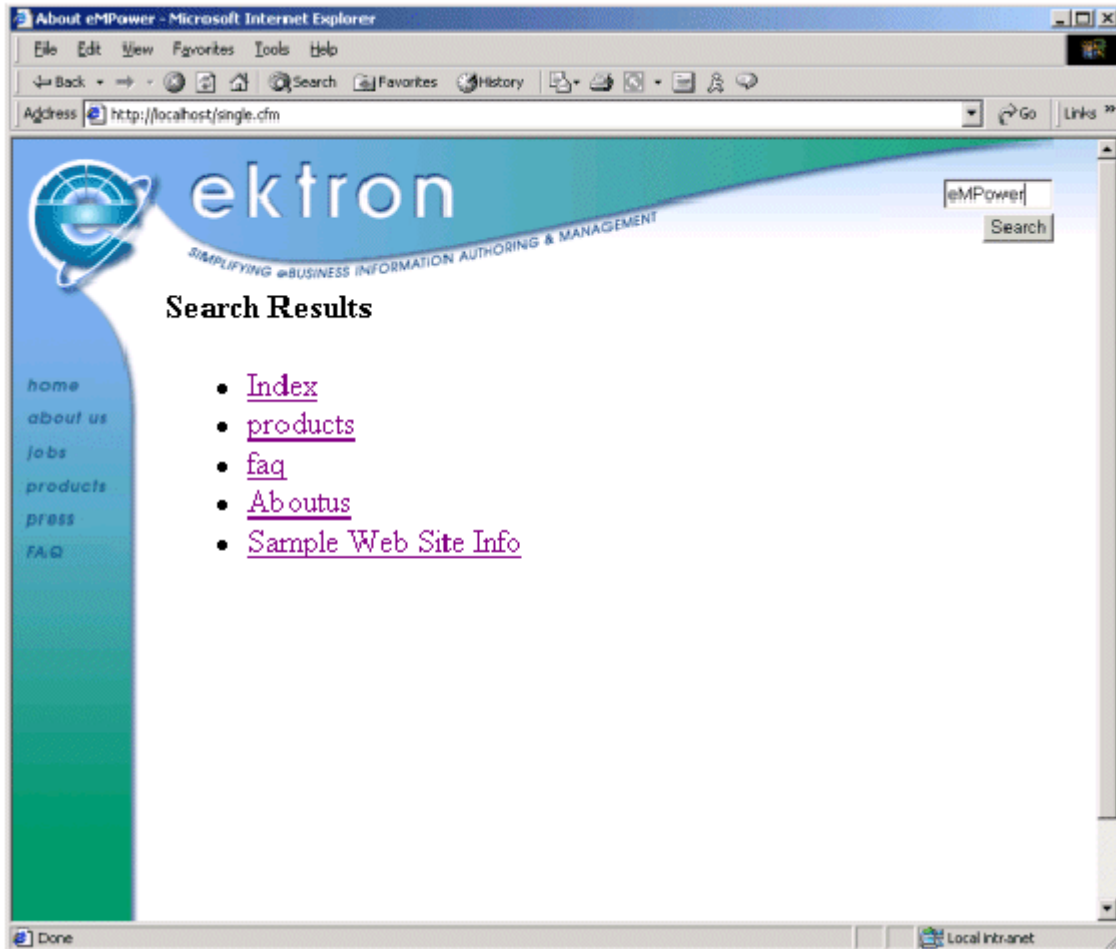 About eMPower - Microsoft Internet Explorer
File Edit View Favorites Tools Help
Back Search Favorites History
Address http://localhost/single.cfm Go Links »
ektron
SIMPLIFYING eBUSINESS INFORMATION AUTHORING & MANAGEMENT
eMPower
Search
Search Results
home
about us
jobs
products
press
FAQ
• Index
• products
• faq
• Aboutus
• Sample Web Site Info
Done Local intranet